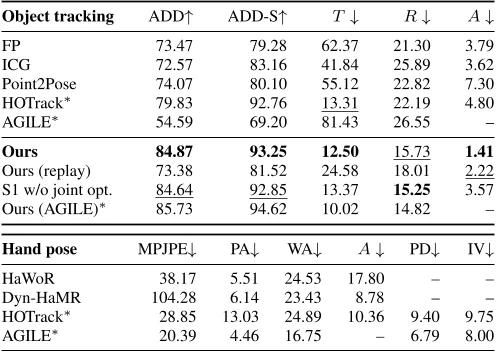 Object tracking ADD↑ ADD-S↑ T ↓ R ↓ A ↓
FP 73.47 79.28 62.37 21.30 3.79
ICG 72.57 83.16 41.84 25.89 3.62
Point2Pose 74.07 80.10 55.12 22.82 7.30
HOTrack* 79.83 92.76 13.31 22.19 4.80
AGILE* 54.59 69.20 81.43 26.55 –
Ours 84.87 93.25 12.50 15.73 1.41
Ours (replay) 73.38 81.52 24.58 18.01 2.22
S1 w/o joint opt. 84.64 92.85 13.37 15.25 3.57
Ours (AGILE)* 85.73 94.62 10.02 14.82 –
Hand pose MPJPE↓ PA↓ WA↓ A ↓ PD↓ IV↓
HaWoR 38.17 5.51 24.53 17.80 – –
Dyn-HaMR 104.28 6.14 23.43 8.78 – –
HOTrack* 28.85 13.03 24.89 10.36 9.40 9.75
AGILE* 20.39 4.46 16.75 – 6.79 8.00